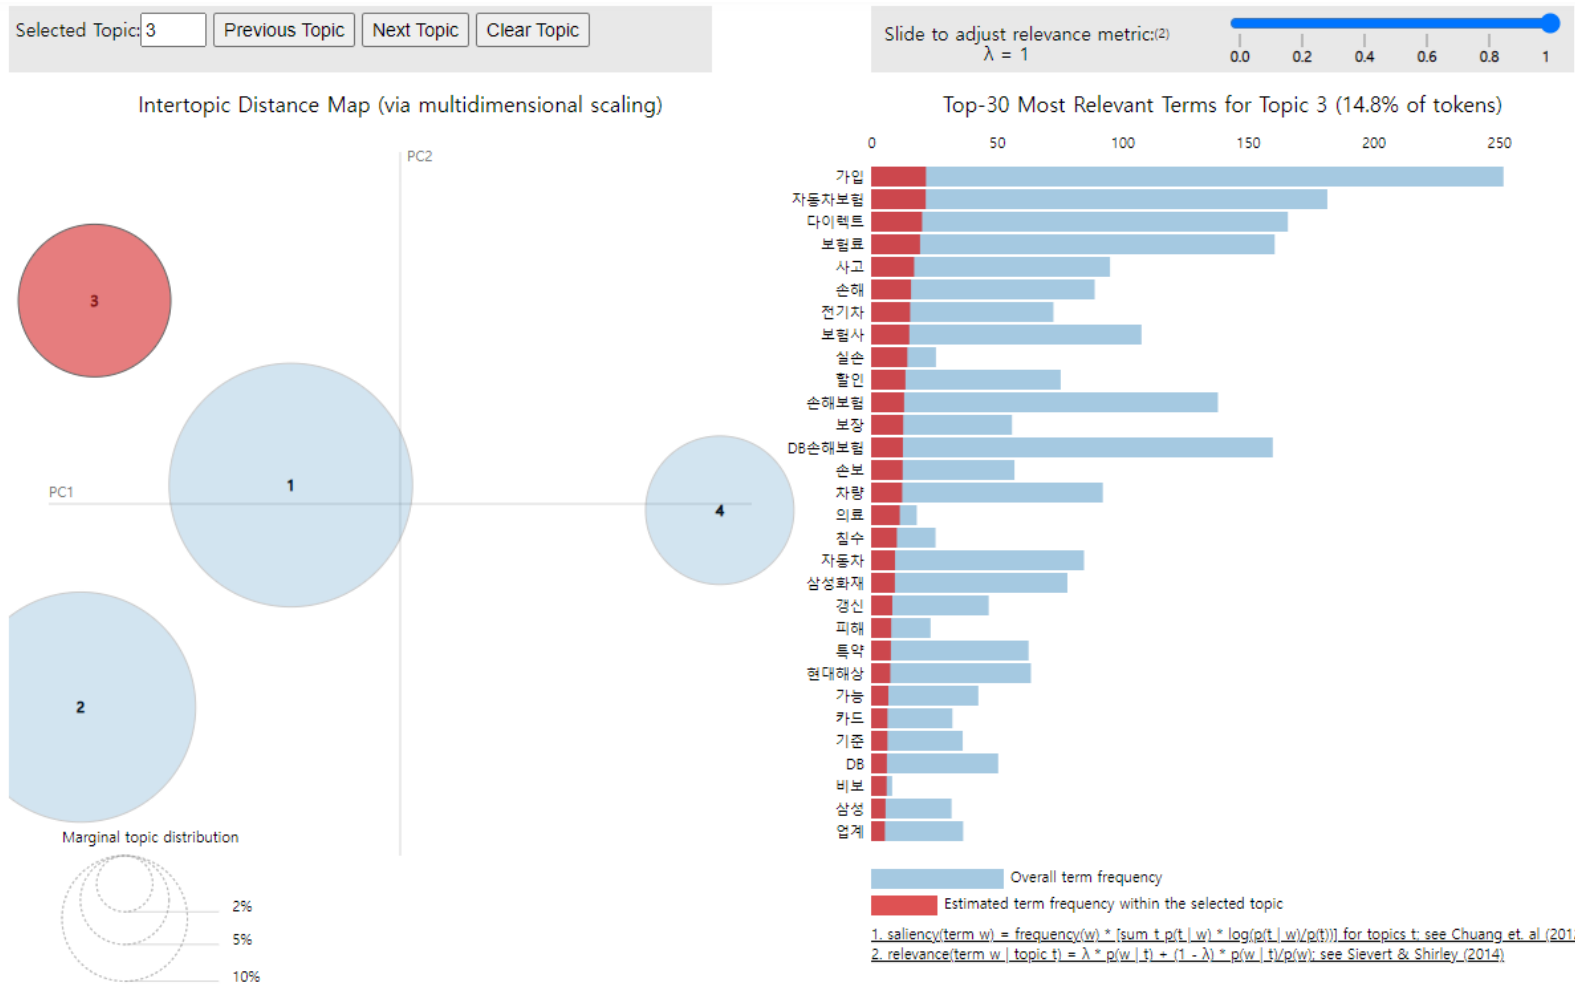 Selected Topic: 3 Previous Topic Next Topic Clear Topic
Slide to adjust relevance metric:(2)
λ = 1
0.0 0.2 0.4 0.6 0.8 1
Intertopic Distance Map (via multidimensional scaling)
PC2
PC1
3
1
4
2
Marginal topic distribution
2%
5%
10%
Top-30 Most Relevant Terms for Topic 3 (14.8% of tokens)
0 50 100 150 200 250
가입
자동차보험
다이렉트
보험료
사고
손해
전기차
보험사
실손
할인
손해보험
보장
DB손해보험
손보
차량
의료
침수
자동차
삼성화재
갱신
피해
특약
현대해상
가능
카드
기준
DB
비보
삼성
업계
Overall term frequency
Estimated term frequency within the selected topic
1. saliency(term w) = frequency(w) * [sum_t p(t | w) * log(p(t | w)/p(t))] for topics t; see Chuang et. al (201
2. relevance(term w | topic t) = λ * p(w | t) + (1 - λ) * p(w | t)/p(w); see Sievert & Shirley (2014)